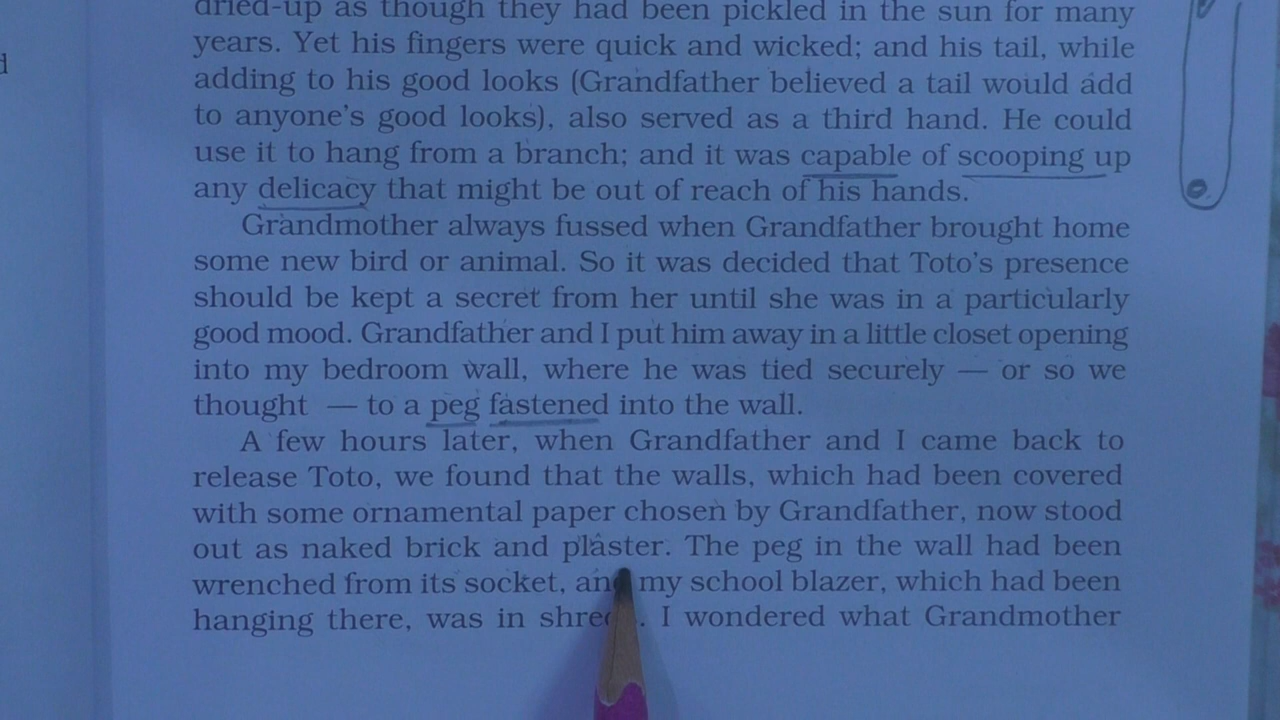 dried-up as though they had been pickled in the sun for many
years. Yet his fingers were quick and wicked; and his tail, while
adding to his good looks (Grandfather believed a tail would add
to anyone's good looks), also served as a third hand. He could
use it to hang from a branch; and it was capable of scooping up
any delicacy that might be out of reach of his hands.
Grandmother always fussed when Grandfather brought home
some new bird or animal. So it was decided that Toto's presence
should be kept a secret from her until she was in a particularly
good mood. Grandfather and I put him away in a little closet opening
into my bedroom wall, where he was tied securely — or so we
thought — to a peg fastened into the wall.
A few hours later, when Grandfather and I came back to
release Toto, we found that the walls, which had been covered
with some ornamental paper chosen by Grandfather, now stood
out as naked brick and plaster. The peg in the wall had been
wrenched from its socket, and my school blazer, which had been
hanging there, was in shreds. I wondered what Grandmother